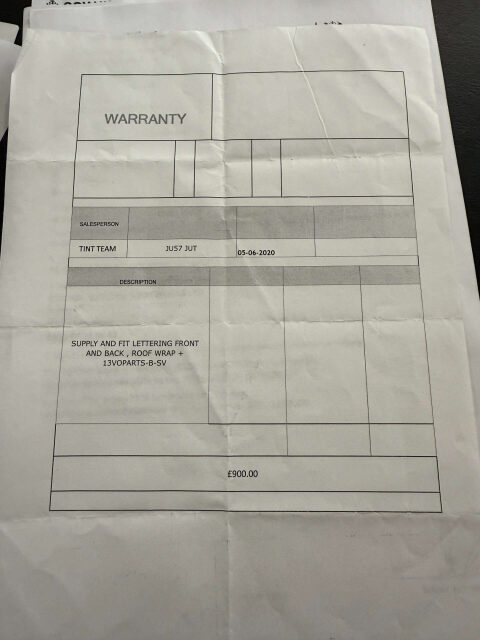 WARRANTY
SALESPERSON
TINT TEAM JU57 JUT 05-06-2020
DESCRIPTION
SUPPLY AND FIT LETTERING FRONT
AND BACK , ROOF WRAP +
13VOPARTS-B-SV
£900.00